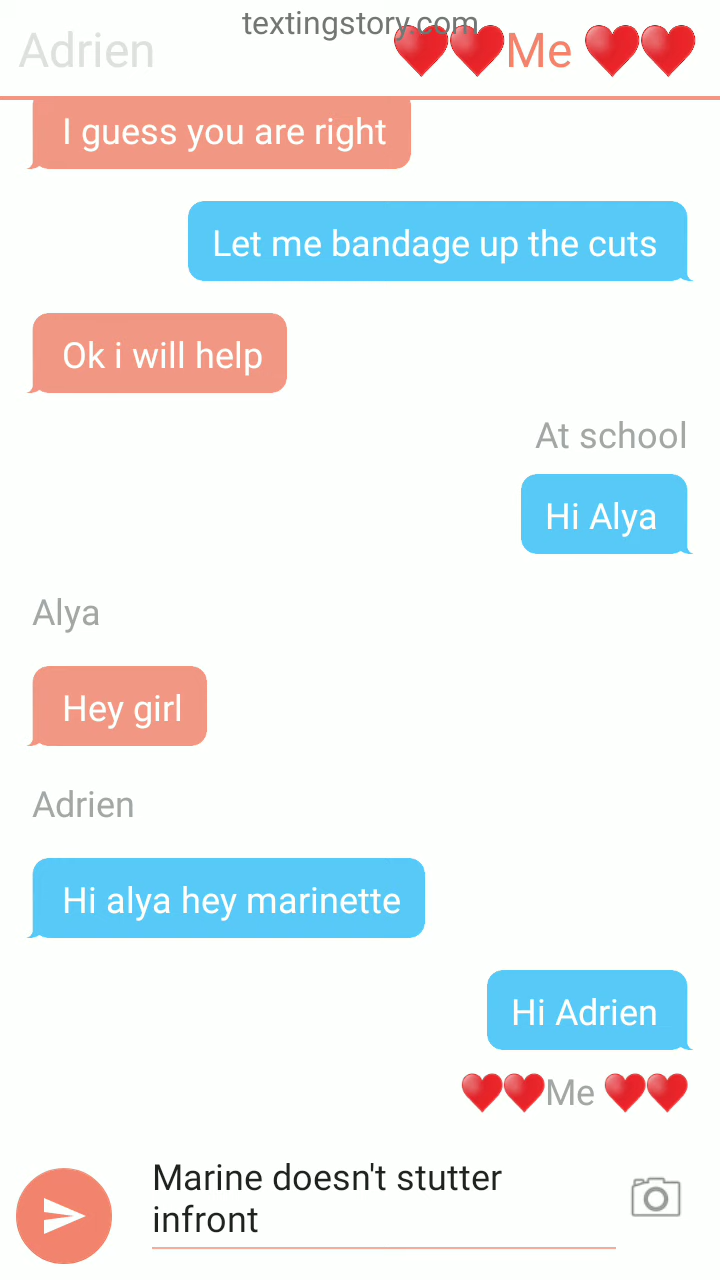 textingstory.com
Adrien
❤️❤️Me ❤️❤️
I guess you are right
Let me bandage up the cuts
Ok i will help
At school
Hi Alya
Alya
Hey girl
Adrien
Hi alya hey marinette
Hi Adrien
❤️❤️Me ❤️❤️
Marine doesn't stutter
infront